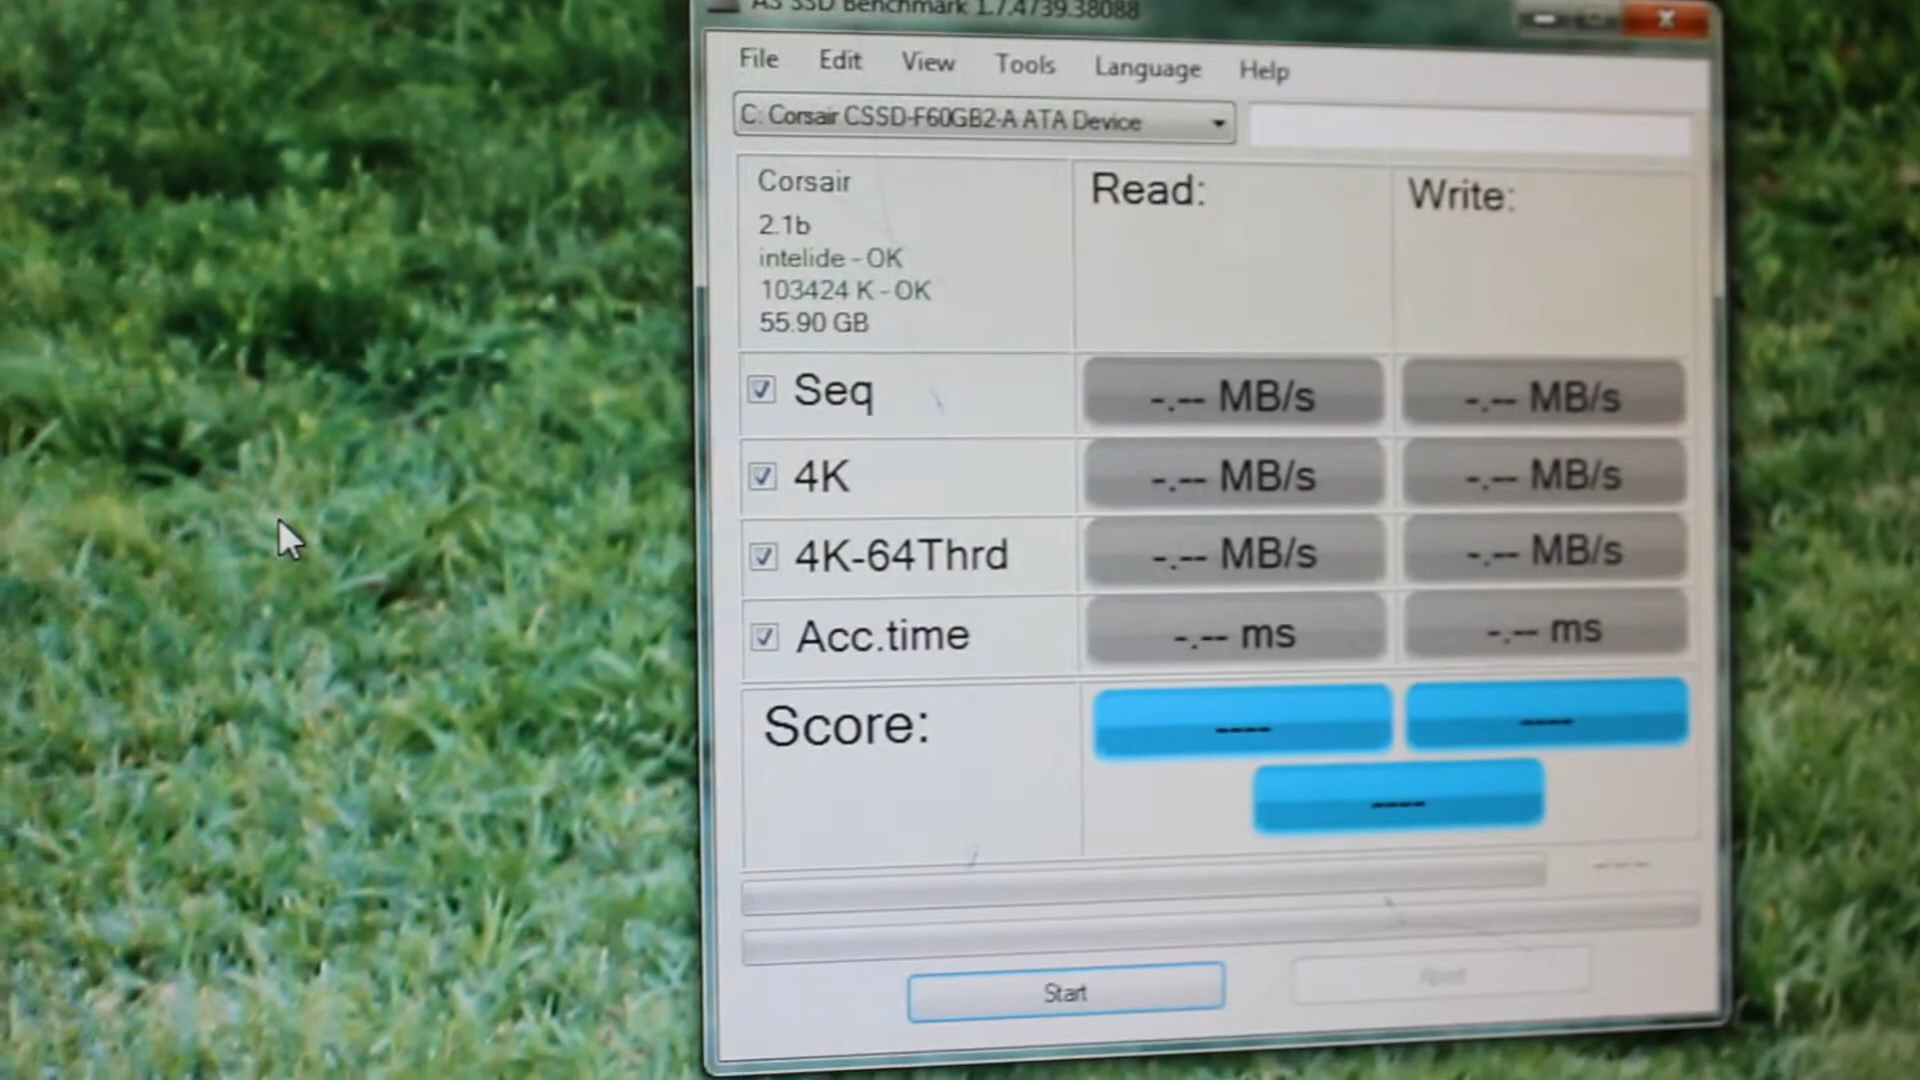 AS SSD Benchmark 1.7.4739.38088
File Edit View Tools Language Help
C: Corsair CSSD-F60GB2-A ATA Device
Corsair
2.1b
intelide - OK
103424 K - OK
55.90 GB
Read: Write:
Seq -.-- MB/s -.-- MB/s
4K -.-- MB/s -.-- MB/s
4K-64Thrd -.-- MB/s -.-- MB/s
Acc.time -.-- ms -.-- ms
Score: ---- ----
----
Start Abort